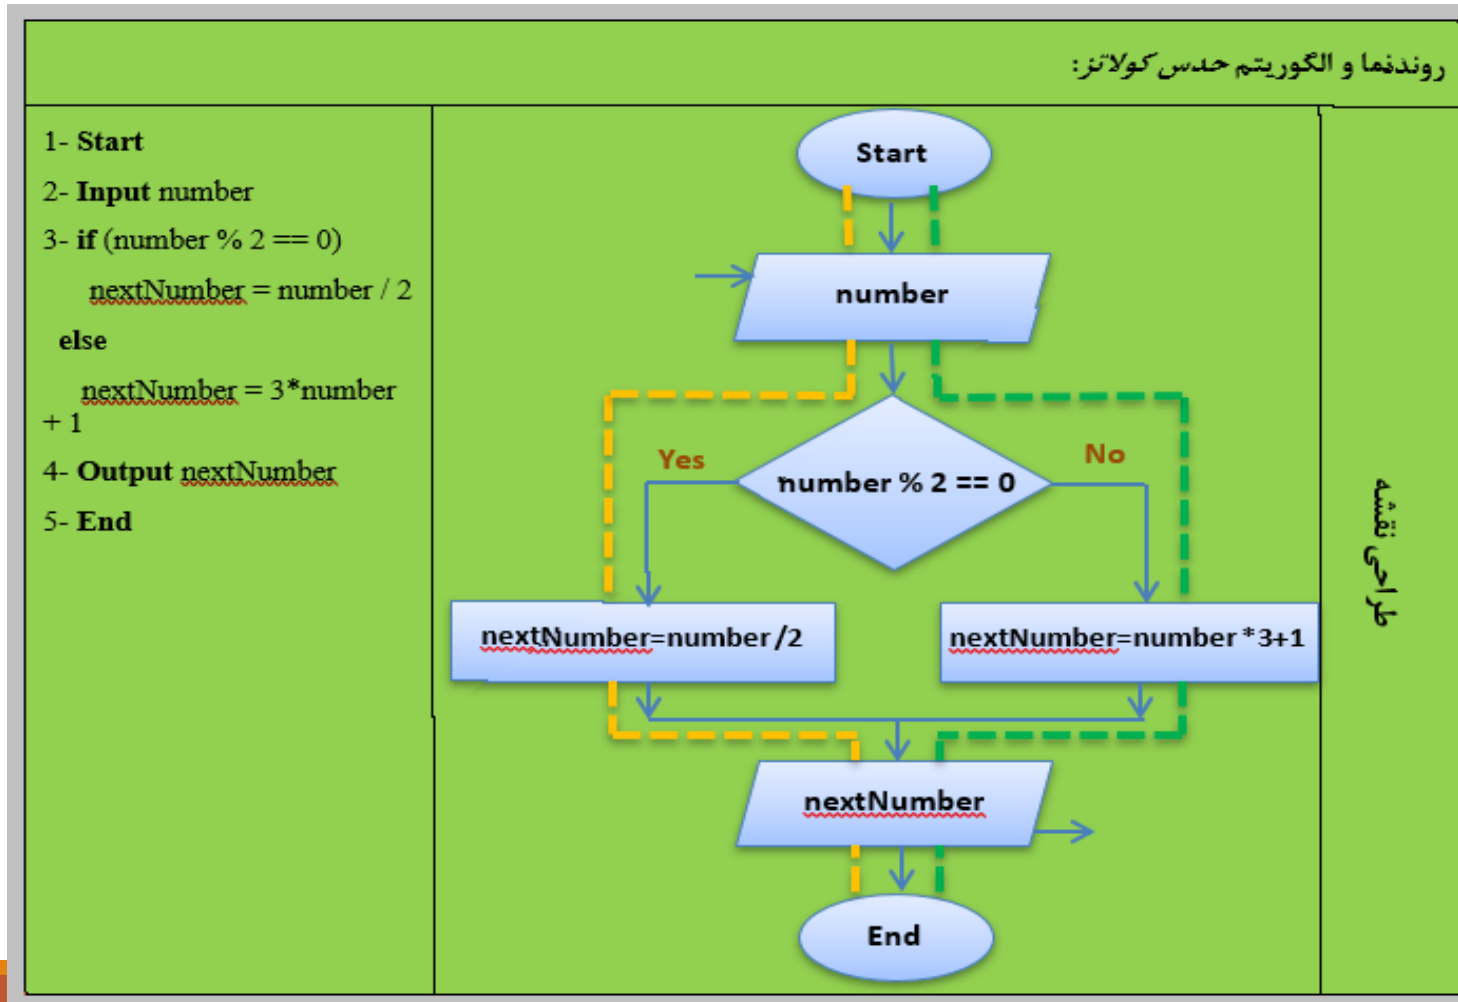 روندنما و الگوریتم حدس کولاتز:
1- Start
2- Input number
3- if (number % 2 == 0)
nextNumber = number / 2
else
nextNumber = 3*number
+ 1
4- Output nextNumber
5- End
Start
number
Yes
No
number % 2 == 0
nextNumber=number /2
nextNumber=number *3+1
nextNumber
End
طراحی نقشه